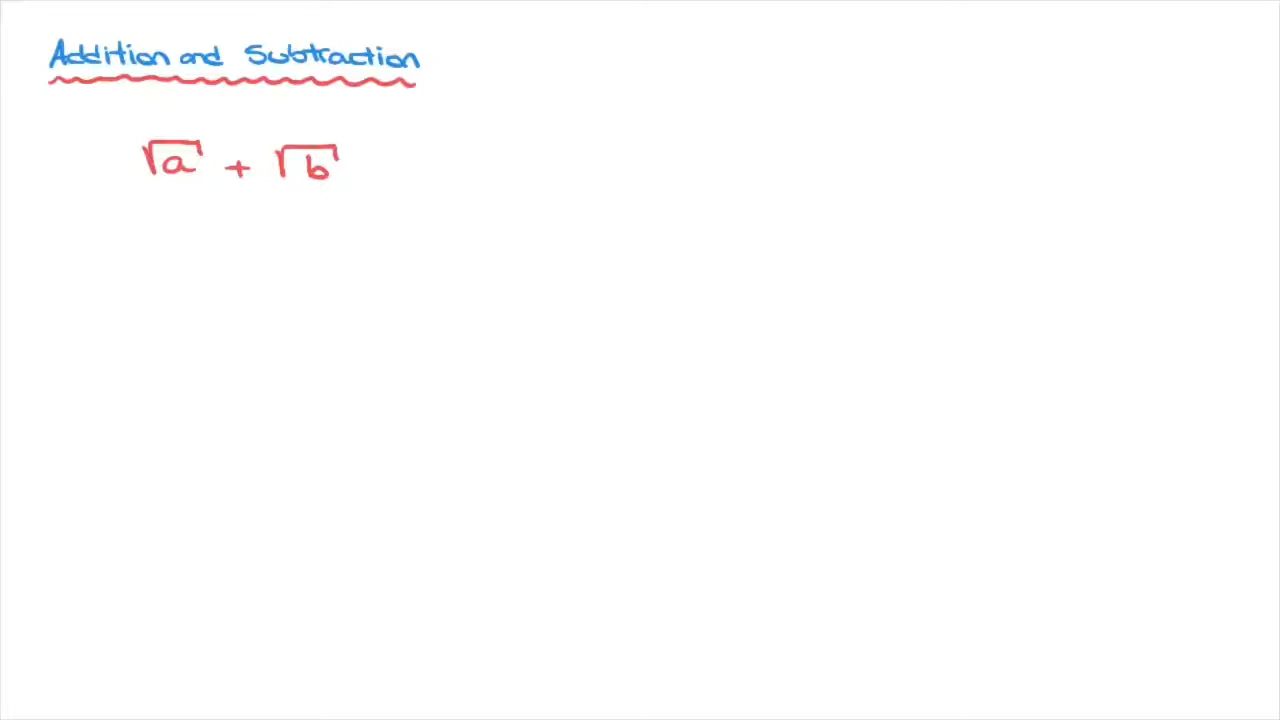 Addition and Subtraction
√a + √b